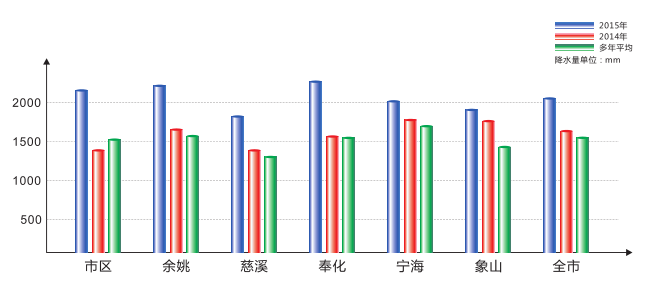 2015年
2014年
多年平均
降水量单位：mm
2000
1500
1000
500
市区 余姚 慈溪 奉化 宁海 象山 全市